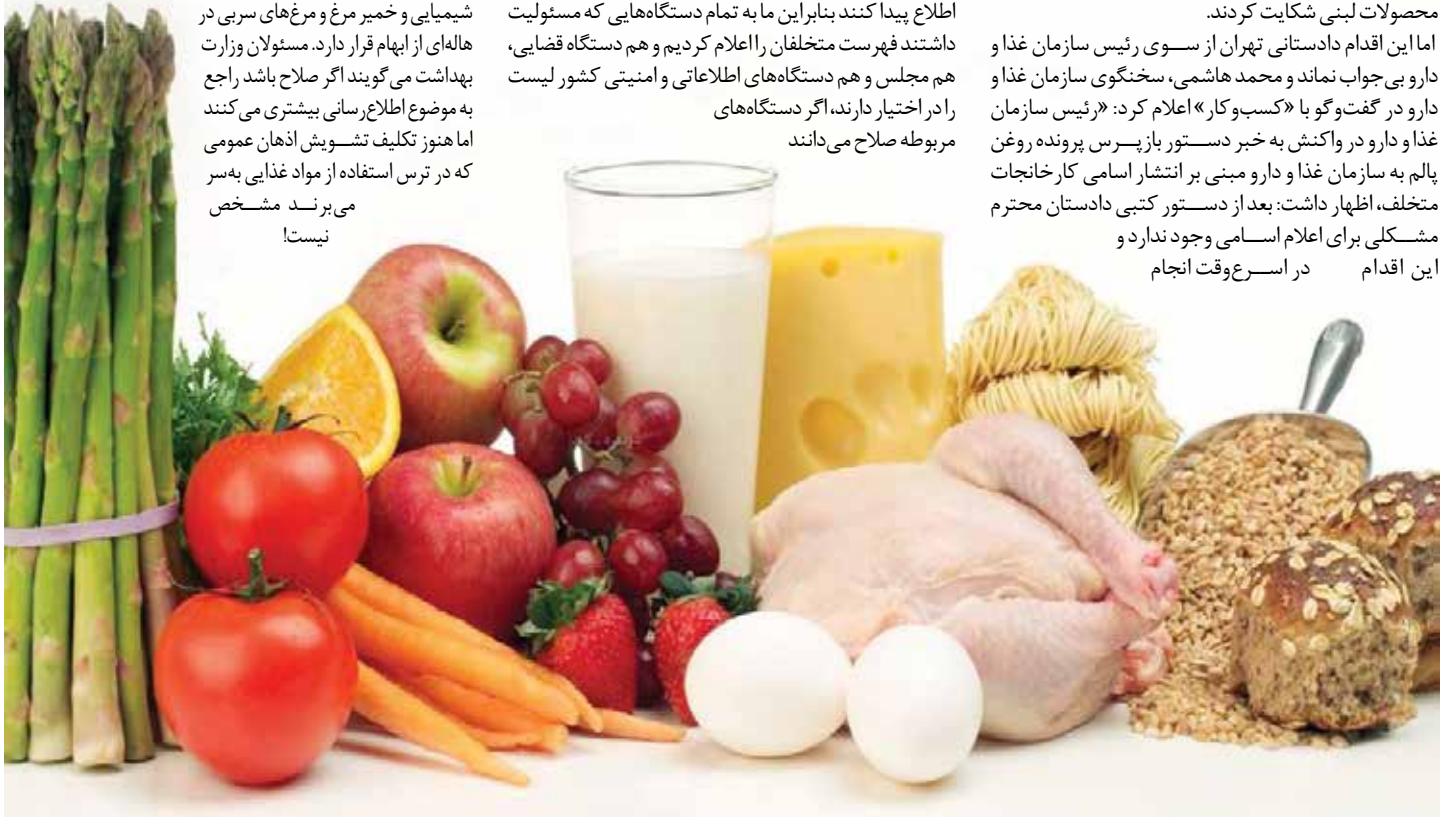 محصولات لبنی شکایت کردند.
اما این اقدام دادستانی تهران از سوی رئیس سازمان غذا و
دارو بی‌جواب نماند و محمد هاشمی، سخنگوی سازمان غذا و
دارو در گفت‌وگو با «کسب‌وکار» اعلام کرد: «رئیس سازمان
غذا و دارو در واکنش به خبر دستور بازپرس پرونده روغن
پالم به سازمان غذا و دارو مبنی بر انتشار اسامی کارخانجات
متخلف، اظهار داشت: بعد از دستور کتبی دادستان محترم
مشکلی برای اعلام اسامی وجود ندارد و
این اقدام در اسرع‌وقت انجام
اطلاع پیدا کنند بنابراین ما به تمام دستگاه‌هایی که مسئولیت
داشتند فهرست متخلفان را اعلام کردیم و هم دستگاه قضایی،
هم مجلس و هم دستگاه‌های اطلاعاتی و امنیتی کشور لیست
را در اختیار دارند، اگر دستگاه‌های
مربوطه صلاح می‌دانند
شیمیایی و خمیر مرغ و مرغ‌های سربی در
هاله‌ای از ابهام قرار دارد. مسئولان وزارت
بهداشت می‌گویند اگر صلاح باشد راجع
به موضوع اطلاع‌رسانی بیشتری می‌کنند
اما هنوز تکلیف تشویش اذهان عمومی
که در ترس استفاده از مواد غذایی به‌سر
می‌برند مشخص
نیست!